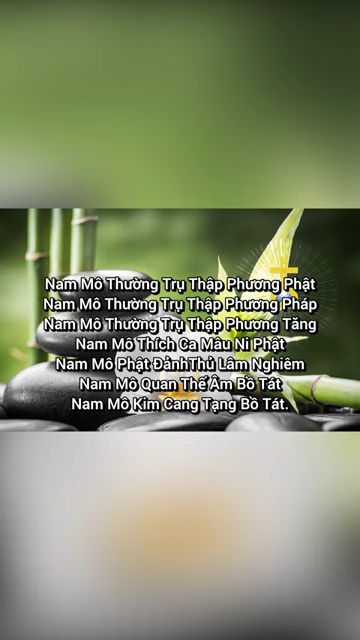 Nam Mô Thường Trụ Thập Phương Phật
Nam Mô Thường Trụ Thập Phương Pháp
Nam Mô Thường Trụ Thập Phương Tăng
Nam Mô Thích Ca Mâu Ni Phật
Nam Mô Phật ĐảnhThủ Lăm Nghiêm
Nam Mô Quan Thế Âm Bồ Tát
Nam Mô Kim Cang Tạng Bồ Tát.